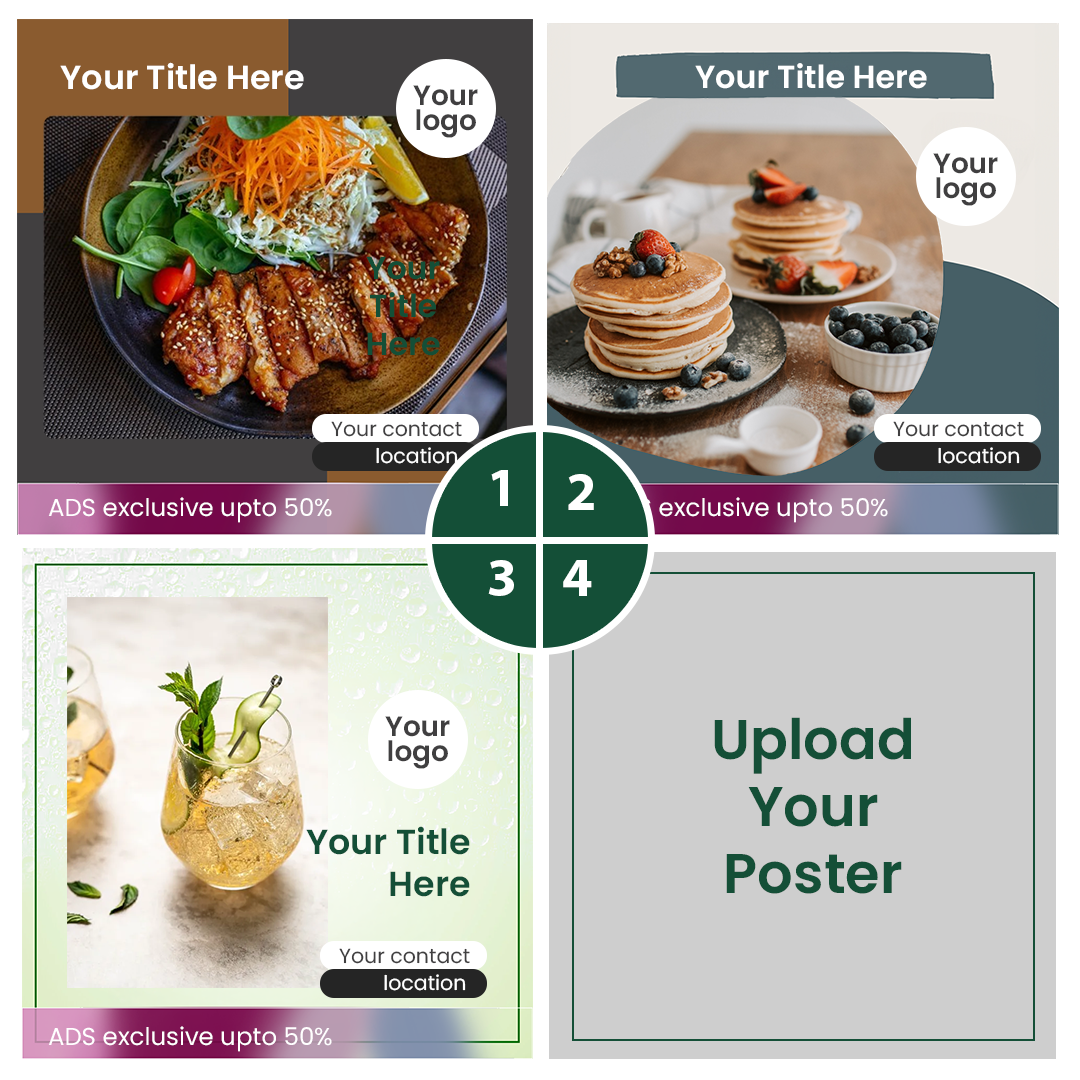 Your Title Here
Your
logo
Your
Title
Here
Your contact
location
ADS exclusive upto 50%
Your Title Here
Your
logo
Your contact
location
exclusive upto 50%
1
2
3
4
Your
logo
Your Title
Here
Your contact
location
ADS exclusive upto 50%
Upload
Your
Poster